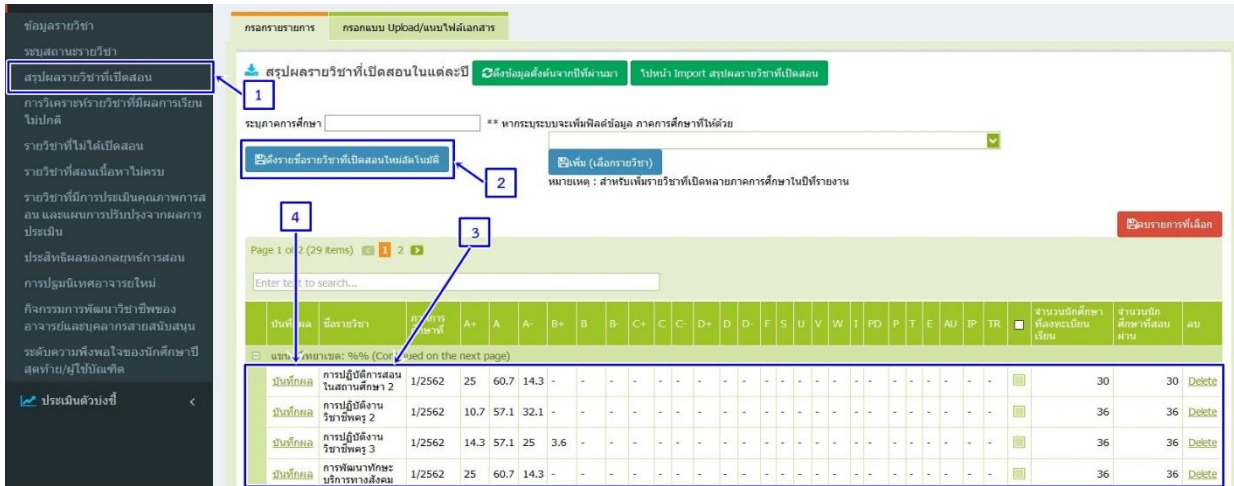 ข้อมูลรายวิชา
ระบุสถานะรายวิชา
สรุปผลรายวิชาที่เปิดสอน
การวิเคราะห์รายวิชาที่มีผลการเรียน
ไม่ปกติ
รายวิชาที่ไม่ได้เปิดสอน
รายวิชาที่สอนเนื้อหาไม่ครบ
รายวิชาที่มีการประเมินคุณภาพการส
อน และแผนการปรับปรุงจากผลการ
ประเมิน
ประสิทธิผลของกลยุทธ์การสอน
การปฐมนิเทศอาจารย์ใหม่
กิจกรรมการพัฒนาวิชาชีพของ
อาจารย์และบุคลากรสายสนับสนุน
ระดับความพึงพอใจของนักศึกษาปี
สุดท้าย/ผู้ใช้บัณฑิต
ประเมินตัวบ่งชี้ <
กรอกรายรายการ กรอกแบบ Upload/แนบไฟล์เอกสาร
สรุปผลรายวิชาที่เปิดสอนในแต่ละปี ดึงข้อมูลตั้งต้นจากปีที่ผ่านมา ไปหน้า Import สรุปผลรายวิชาที่เปิดสอน
1
ระบุภาคการศึกษา ** หากระบุระบบจะเพิ่มฟิลด์ข้อมูล ภาคการศึกษาที่ให้ด้วย
ดึงรายชื่อรายวิชาที่เปิดสอนใหม่อัตโนมัติ เพิ่ม (เลือกรายวิชา)
2
หมายเหตุ : สำหรับเพิ่มรายวิชาที่เปิดหลายภาคการศึกษาในปีที่รายงาน
4 3
ลบรายการที่เลือก
Page 1 of 2 (29 items) 1 2
Enter text to search...
บันทึกผล ชื่อรายวิชา ภาคการศึกษาที่ A+ A A- B+ B B- C+ C C- D+ D D- F S U V W I PD P T E AU IP TR จำนวนนักศึกษาที่ลงทะเบียนเรียน จำนวนนักศึกษาที่สอบผ่าน ลบ
%% (Continued on the next page)
บันทึกผล การปฏิบัติการสอนในสถานศึกษา 2 1/2562 25 60.7 14.3 - - - - - - - - - - - - - - - - - - - - - - - 30 30 Delete
บันทึกผล การปฏิบัติงานวิชาชีพครู 2 1/2562 10.7 57.1 32.1 - - - - - - - - - - - - - - - - - - - - - - - 36 36 Delete
บันทึกผล การปฏิบัติงานวิชาชีพครู 3 1/2562 14.3 57.1 25 3.6 - - - - - - - - - - - - - - - - - - - - - - 36 36 Delete
บันทึกผล การพัฒนาทักษะบริการทางสังคม 1/2562 25 60.7 14.3 - - - - - - - - - - - - - - - - - - - - - - - 36 36 Delete